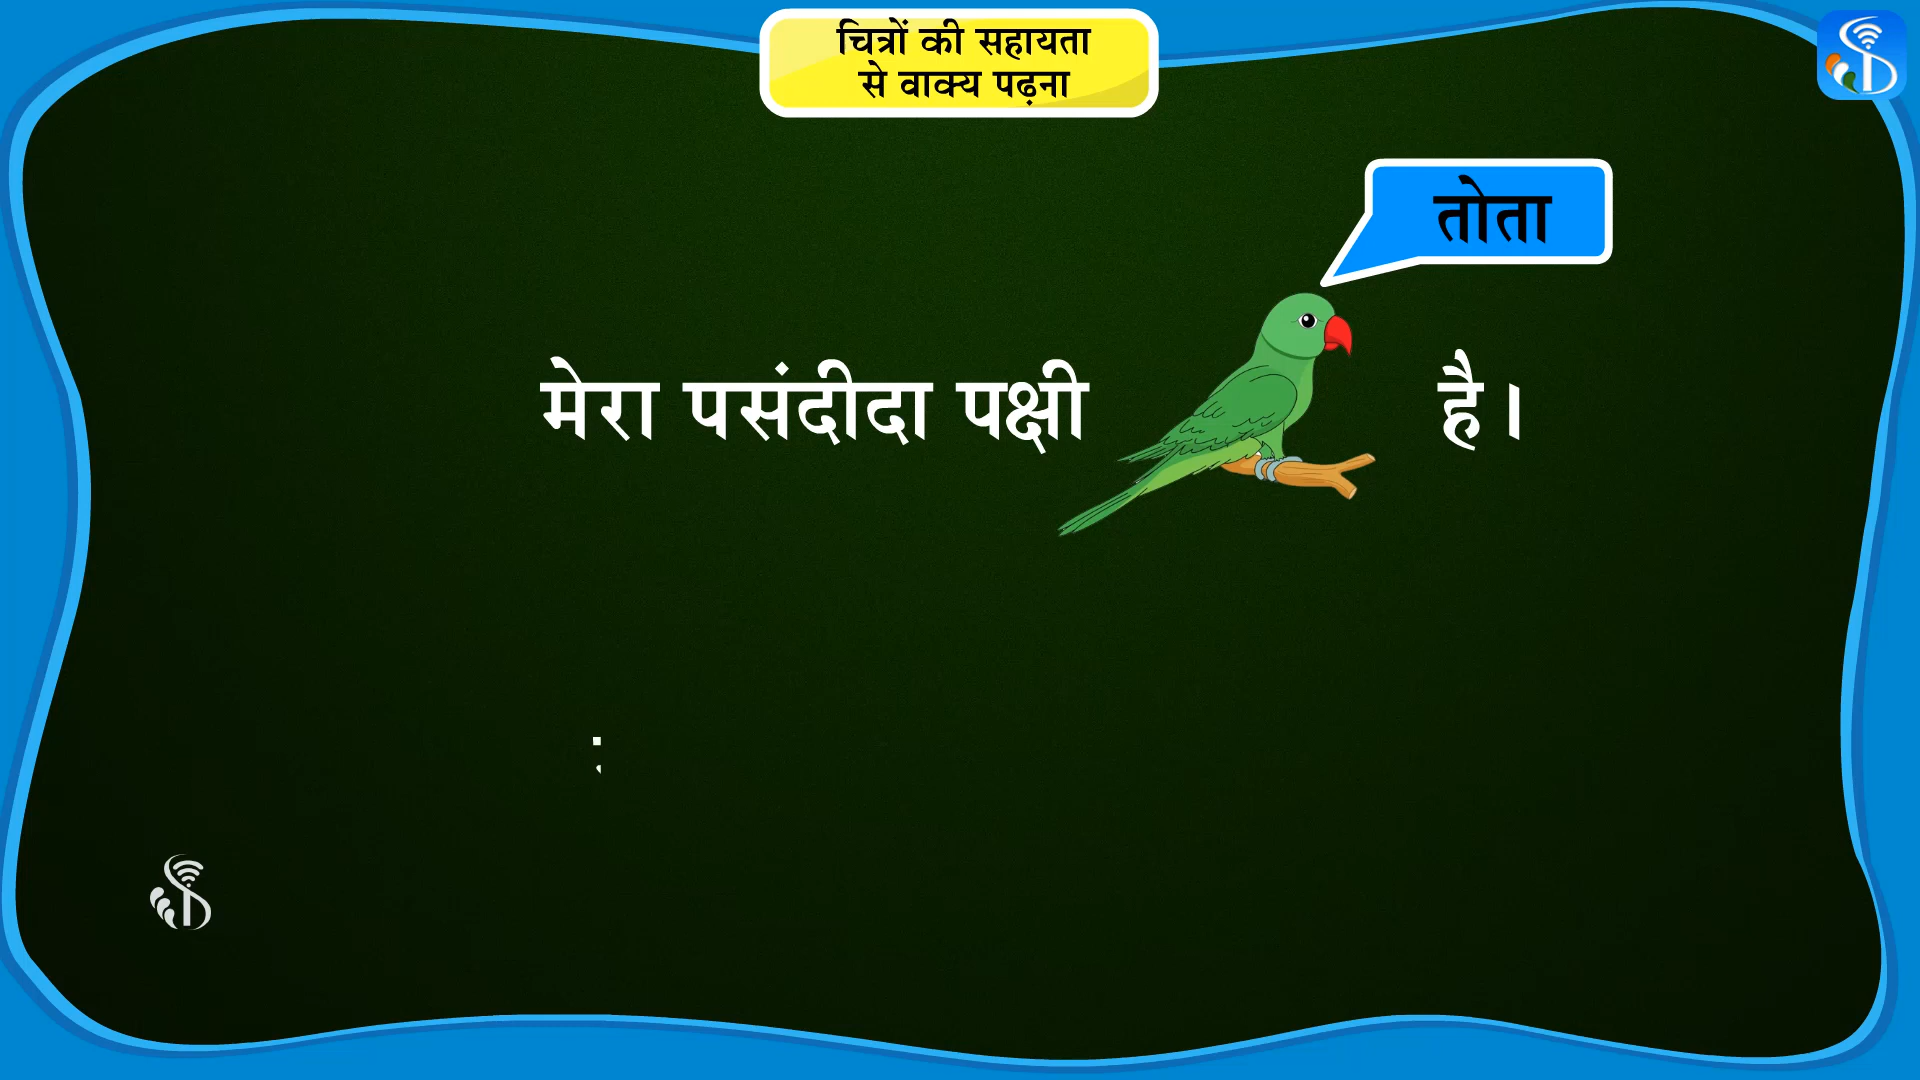 चित्रों की सहायता
से वाक्य पढ़ना
तोता
मेरा पसंदीदा पक्षी है।